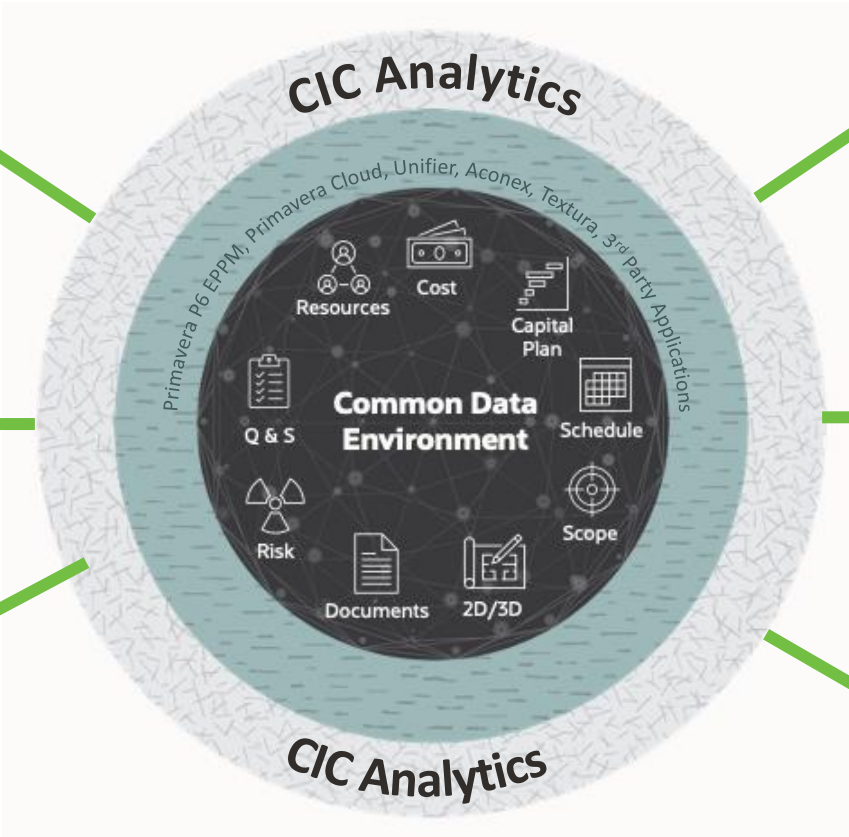 CIC Analytics
Primavera P6 EPPM, Primavera Cloud, Unifier, Aconex, Textura, 3rd Party Applications
Resources
Cost
Capital
Plan
Q & S
Common Data
Environment
Schedule
Risk
Scope
Documents
2D/3D
CIC Analytics